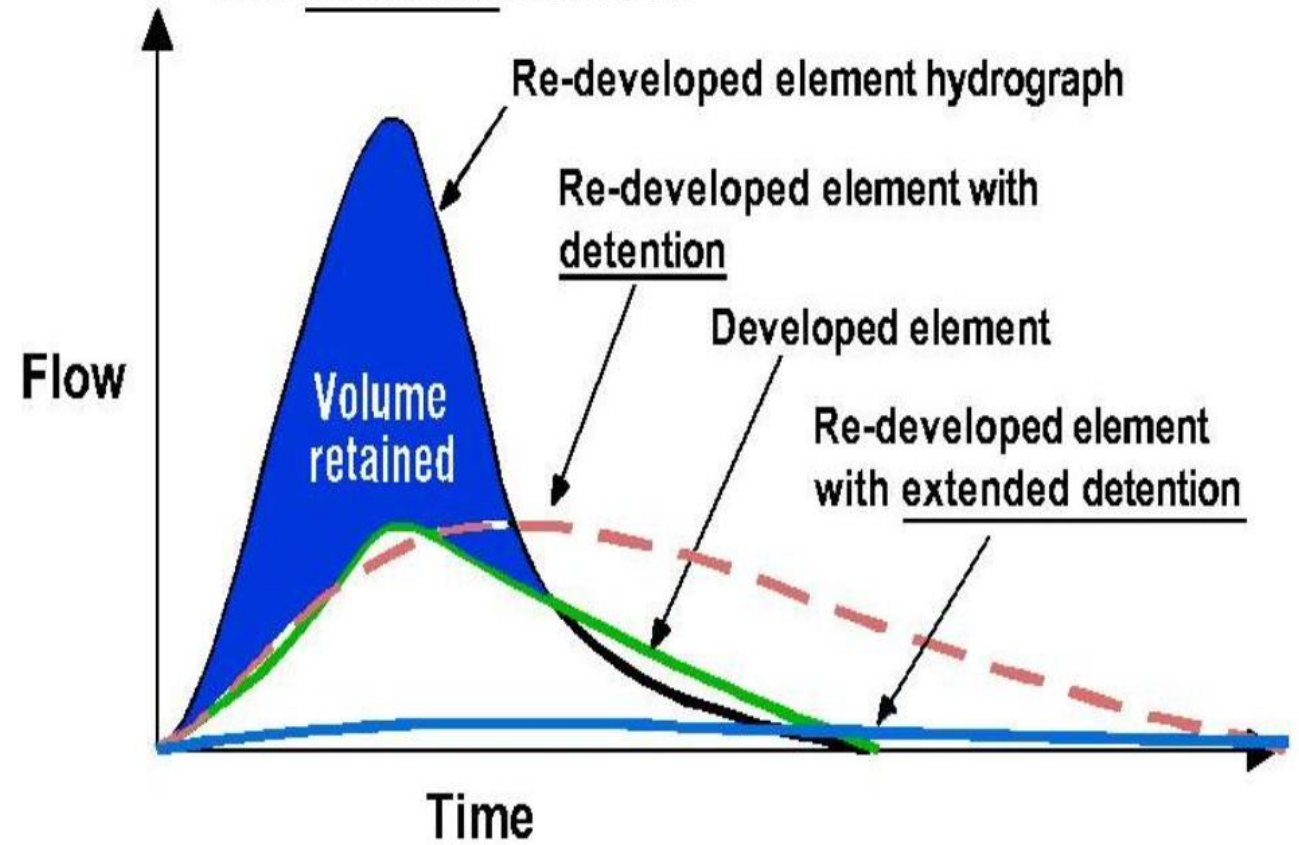 Re-developed element hydrograph
Re-developed element with
detention
Developed element
Re-developed element
with extended detention
Flow
Volume
retained
Time